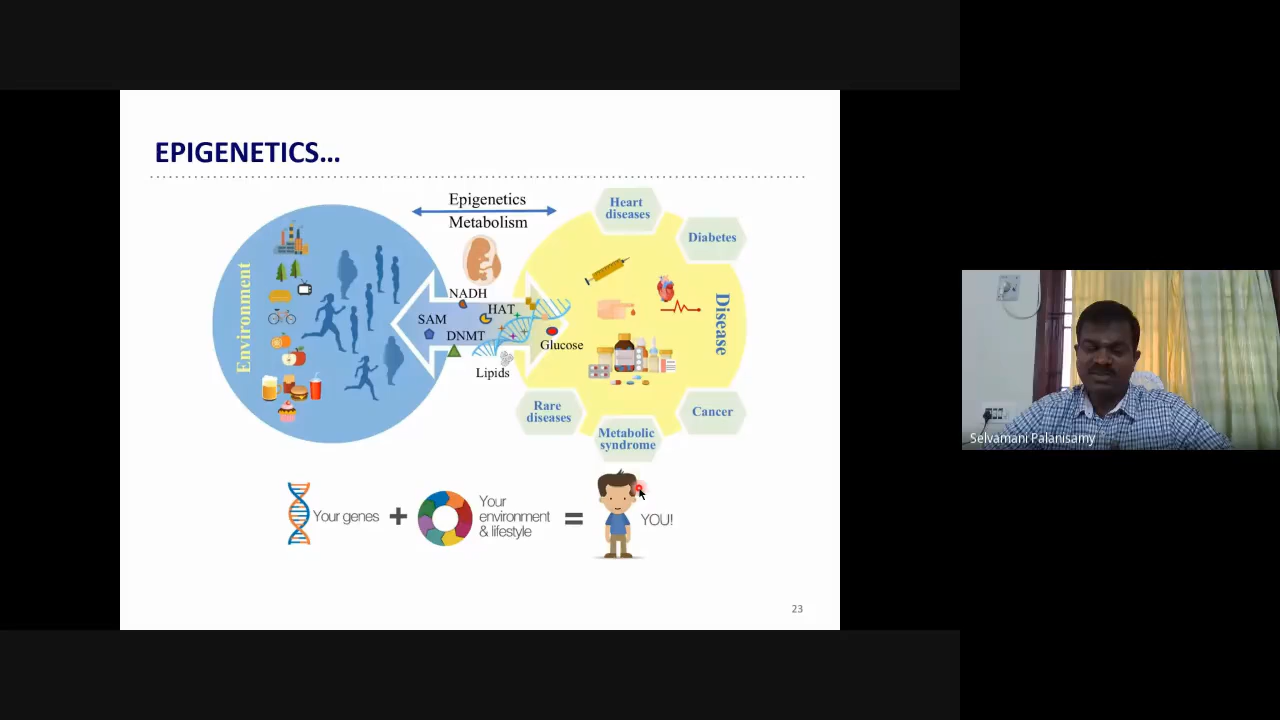 EPIGENETICS...
Epigenetics
Metabolism
Heart
diseases
Diabetes
Environment
NADH
HAT
SAM
DNMT
Glucose
Lipids
Disease
Rare
diseases
Cancer
Metabolic
syndrome
Your genes
+
Your
environment
& lifestyle
=
YOU!
23
Selvamani Palanisamy